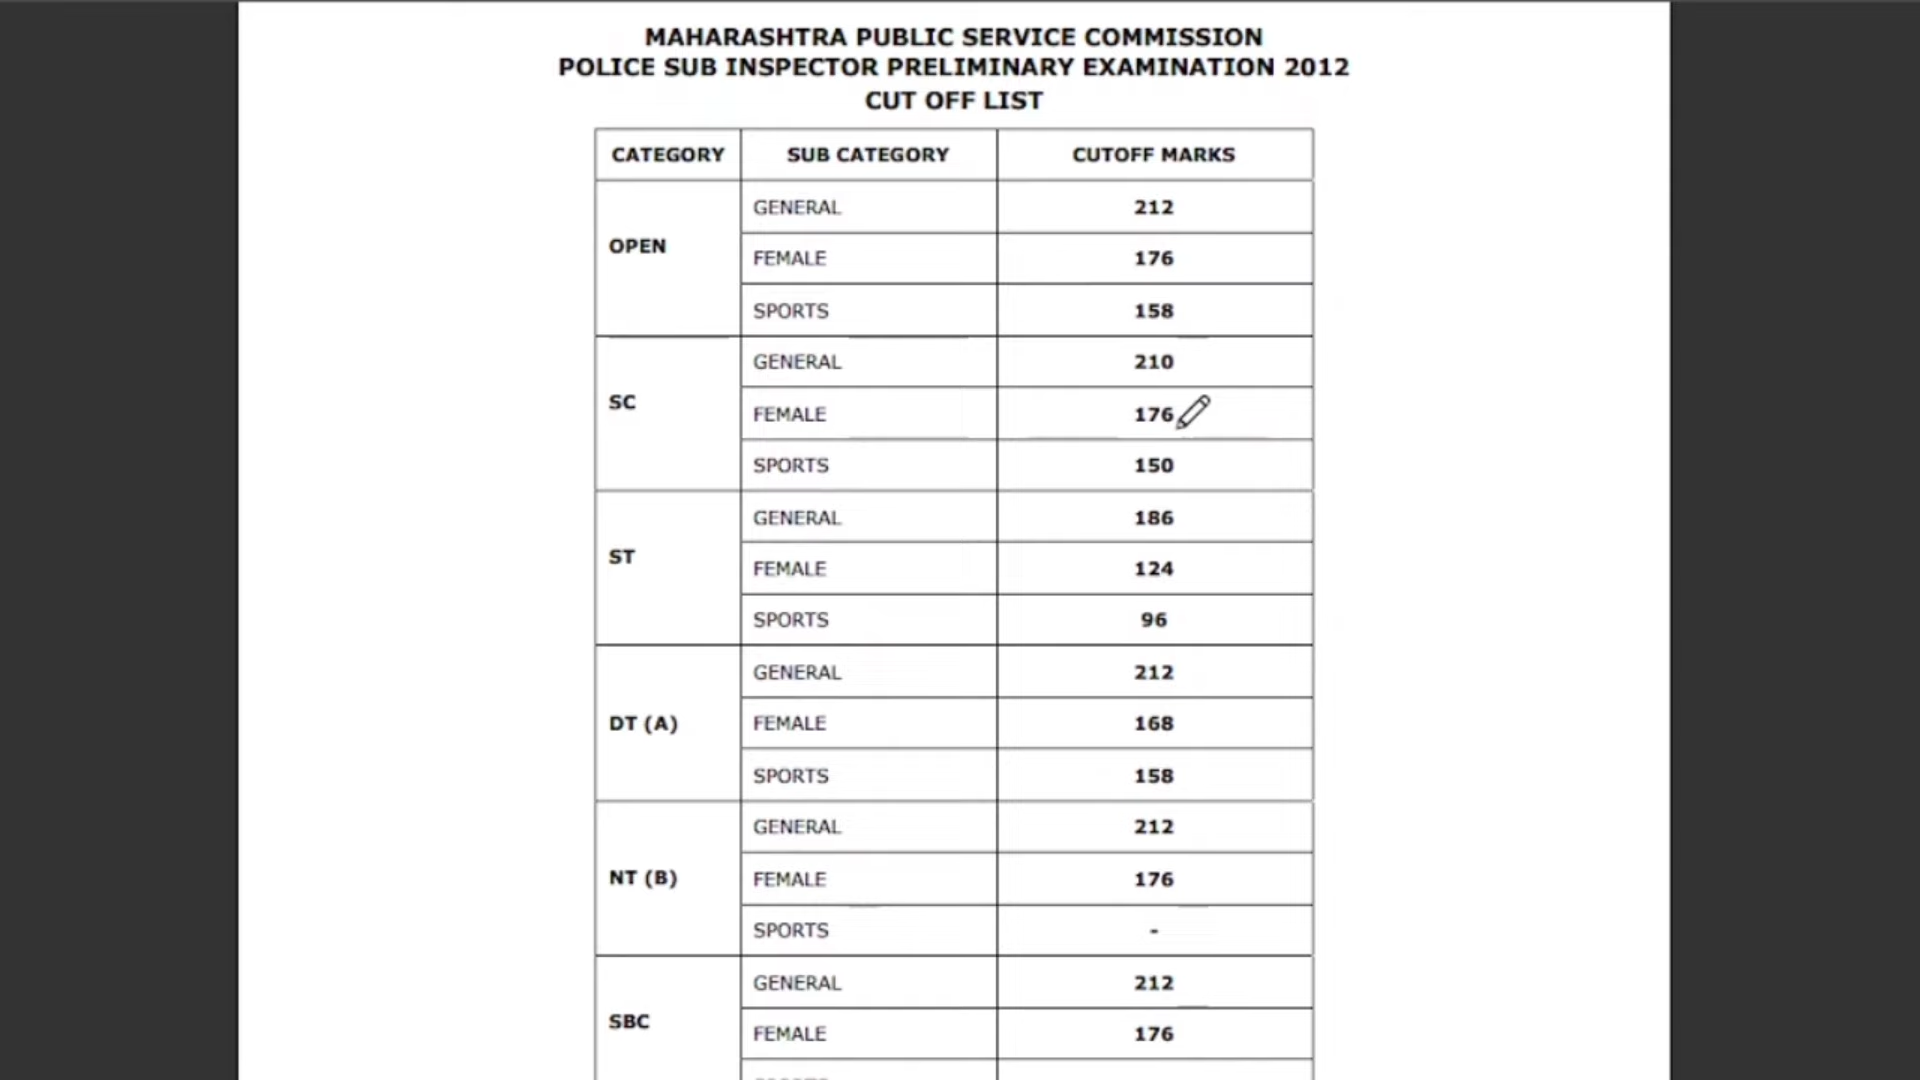 MAHARASHTRA PUBLIC SERVICE COMMISSION
POLICE SUB INSPECTOR PRELIMINARY EXAMINATION 2012
CUT OFF LIST
CATEGORY SUB CATEGORY CUTOFF MARKS
OPEN
GENERAL 212
FEMALE 176
SPORTS 158
SC
GENERAL 210
FEMALE 176
SPORTS 150
ST
GENERAL 186
FEMALE 124
SPORTS 96
DT (A)
GENERAL 212
FEMALE 168
SPORTS 158
NT (B)
GENERAL 212
FEMALE 176
SPORTS -
SBC
GENERAL 212
FEMALE 176